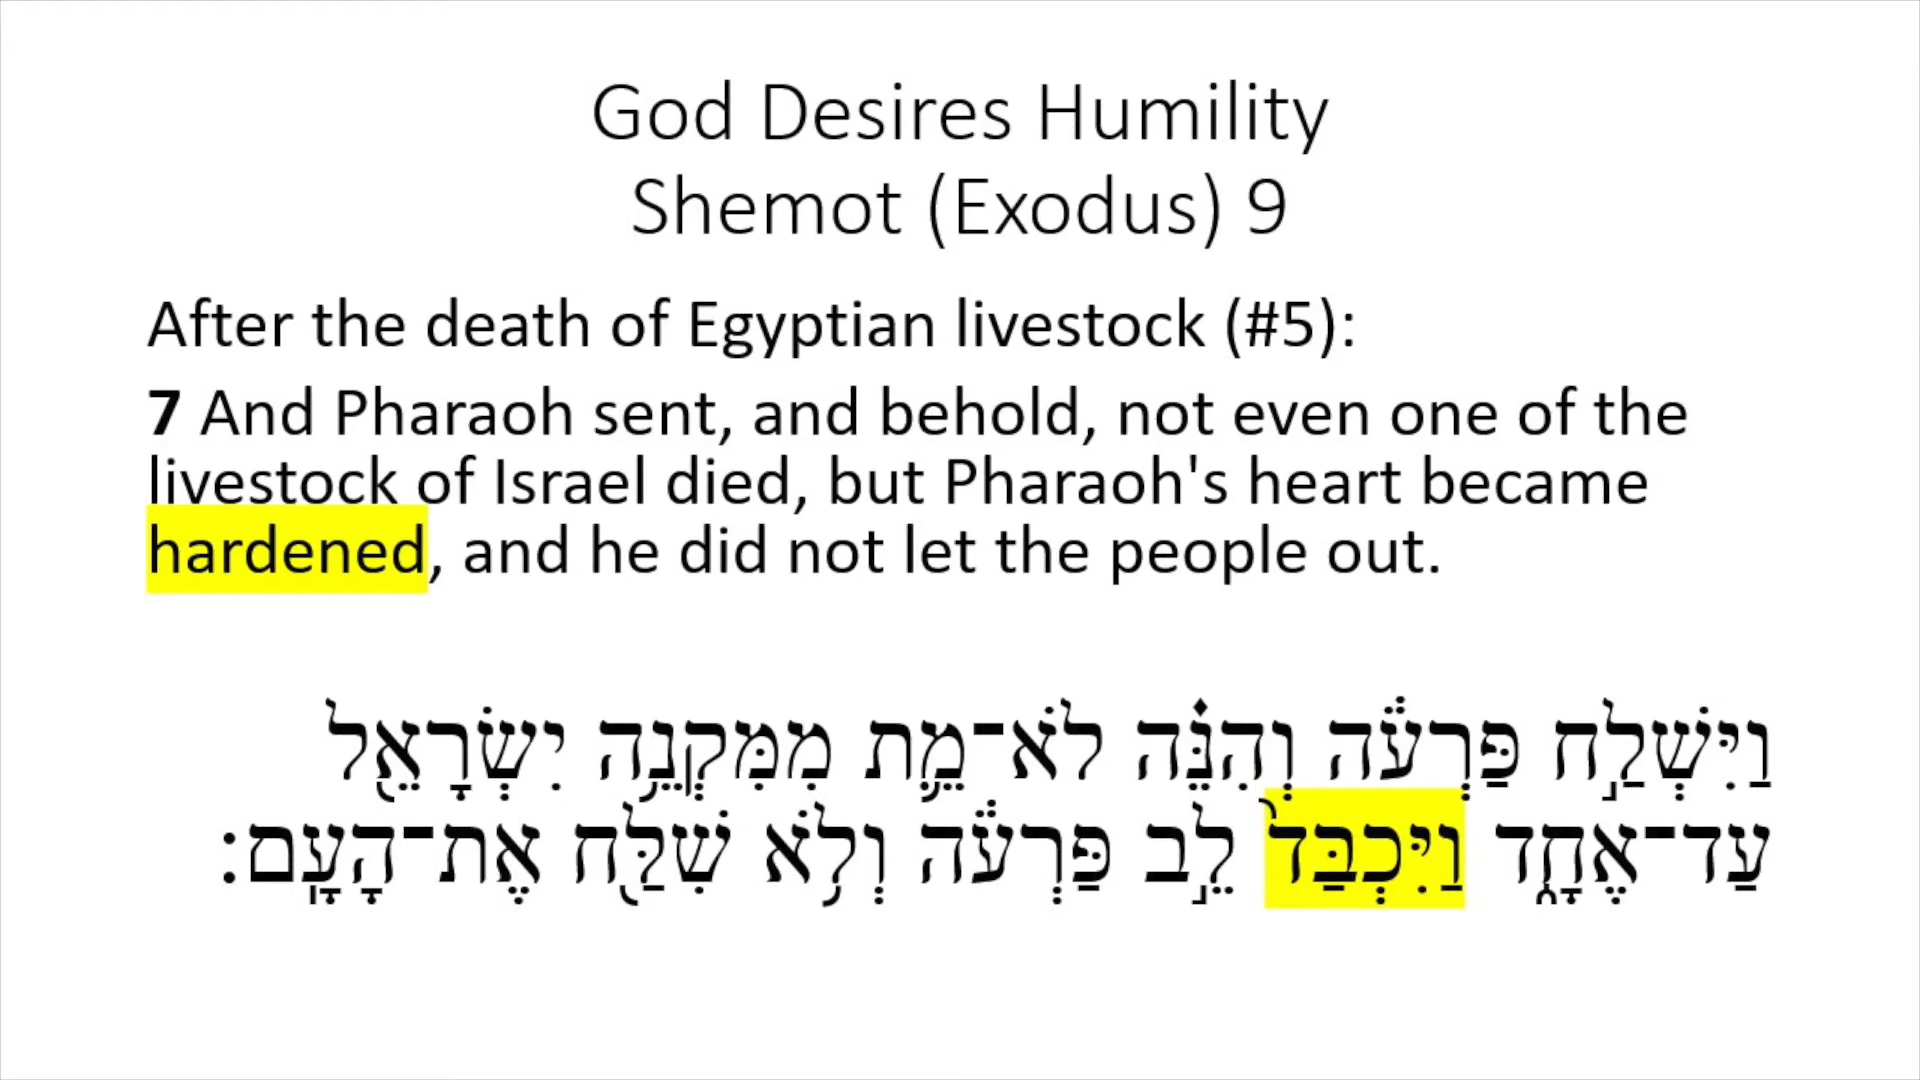 God Desires Humility
Shemot (Exodus) 9
After the death of Egyptian livestock (#5):
7 And Pharaoh sent, and behold, not even one of the
livestock of Israel died, but Pharaoh's heart became
hardened, and he did not let the people out.
וַיִּשְׁלַ֣ח פַּרְעֹ֔ה וְהִנֵּ֗ה לֹא־מֵ֛ת מִמִּקְנֵ֥ה יִשְׂרָאֵ֖ל
עַד־אֶחָ֑ד וַיִּכְבַּד֙ לֵ֣ב פַּרְעֹ֔ה וְלֹ֥א שִׁלַּ֖ח אֶת־הָעָֽם׃